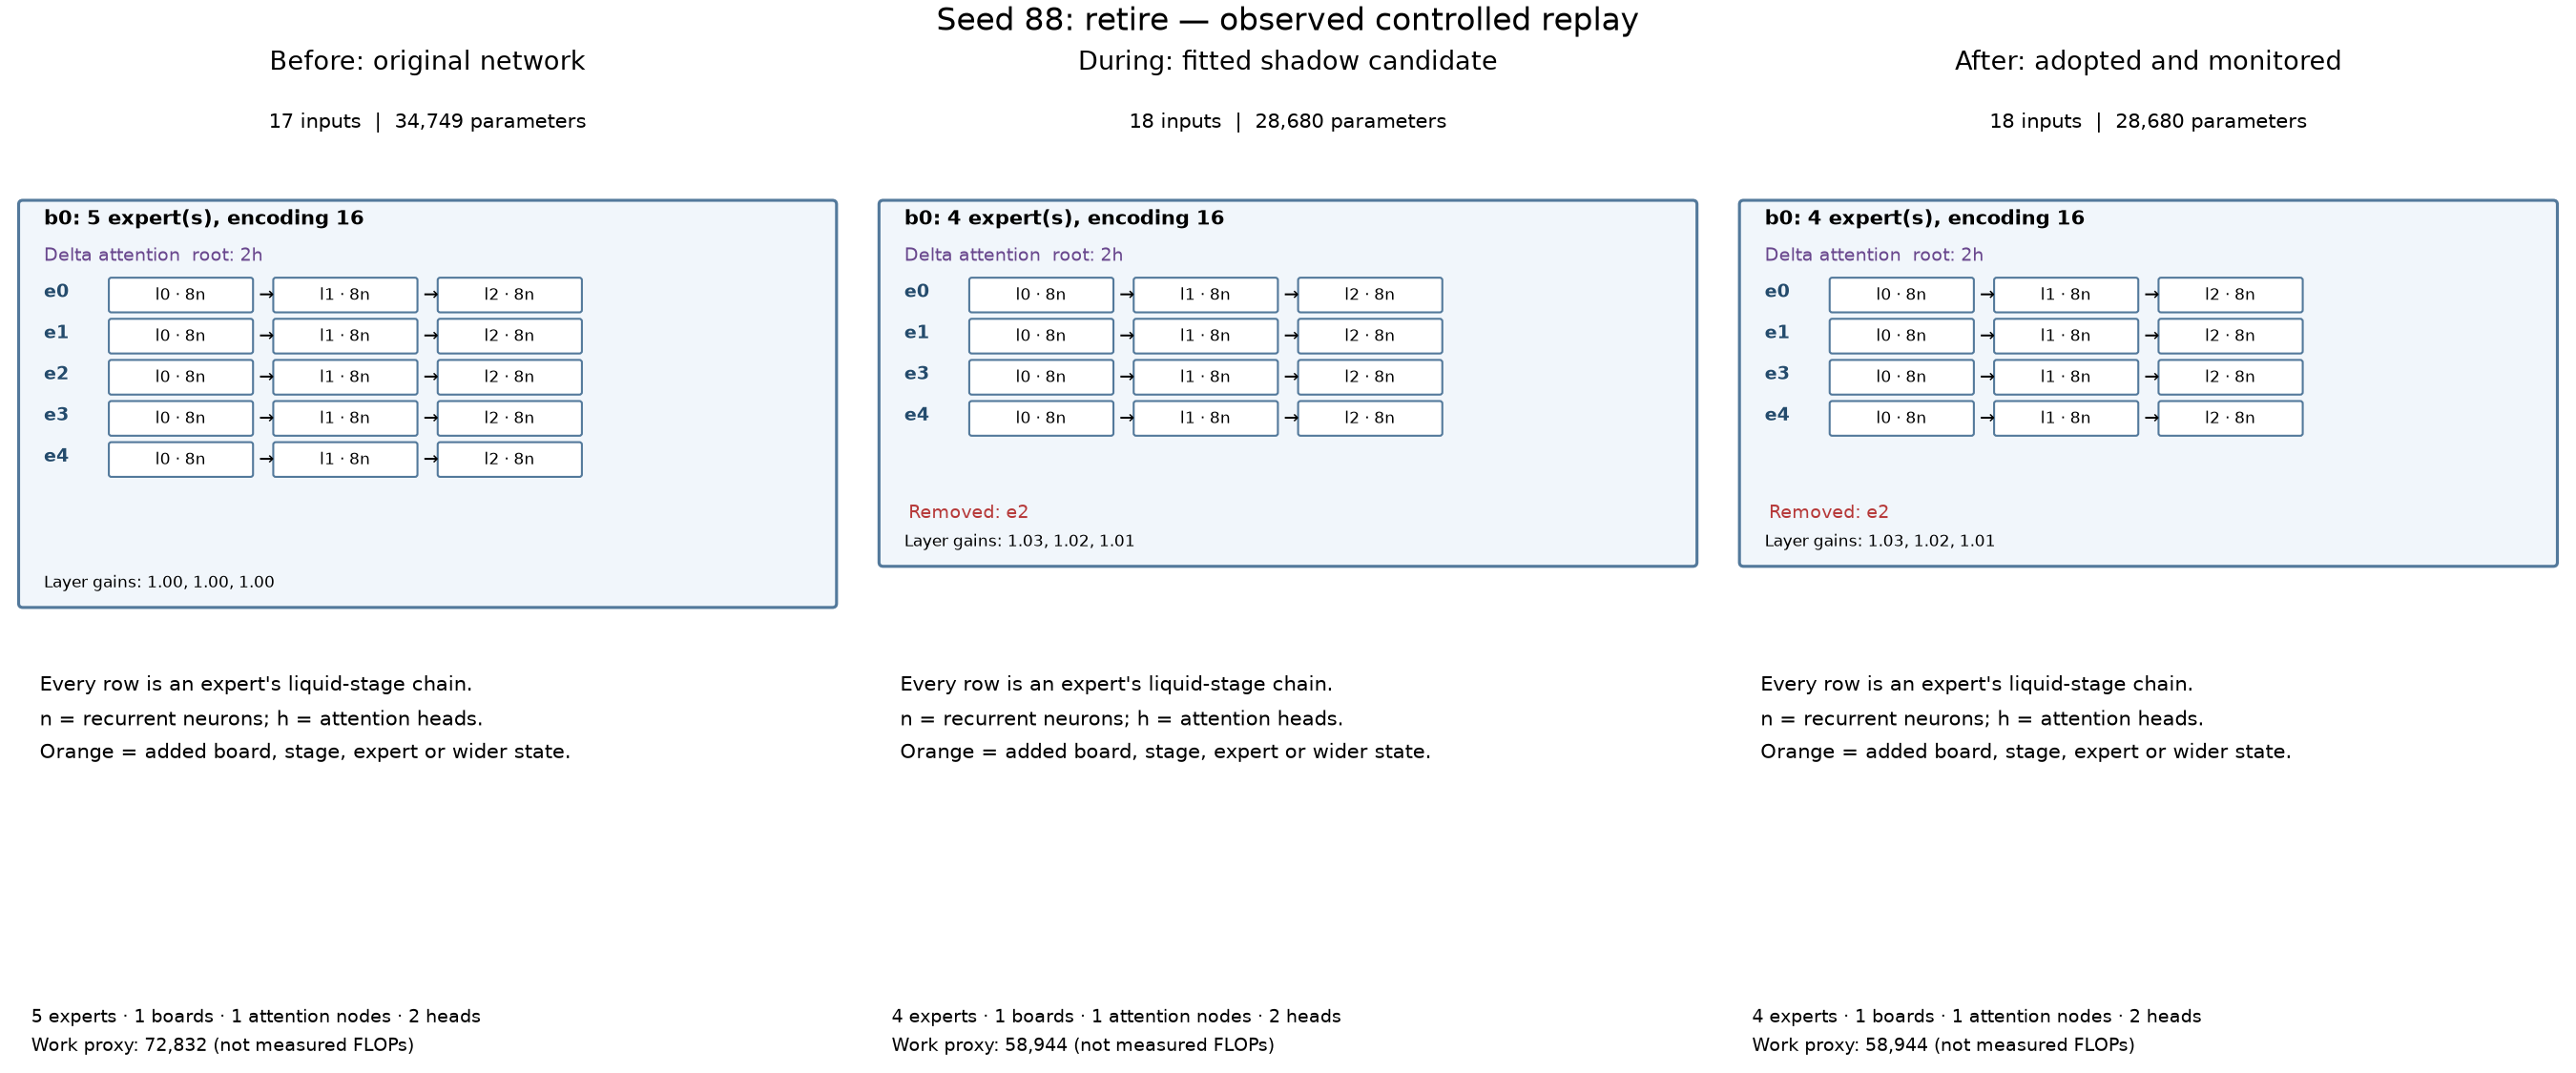 Seed 88: retire — observed controlled replay
Before: original network
17 inputs | 34,749 parameters
b0: 5 expert(s), encoding 16
Delta attention root: 2h
e0 l0 · 8n → l1 · 8n → l2 · 8n
e1 l0 · 8n → l1 · 8n → l2 · 8n
e2 l0 · 8n → l1 · 8n → l2 · 8n
e3 l0 · 8n → l1 · 8n → l2 · 8n
e4 l0 · 8n → l1 · 8n → l2 · 8n
Layer gains: 1.00, 1.00, 1.00
Every row is an expert's liquid-stage chain.
n = recurrent neurons; h = attention heads.
Orange = added board, stage, expert or wider state.
5 experts · 1 boards · 1 attention nodes · 2 heads
Work proxy: 72,832 (not measured FLOPs)
During: fitted shadow candidate
18 inputs | 28,680 parameters
b0: 4 expert(s), encoding 16
Delta attention root: 2h
e0 l0 · 8n → l1 · 8n → l2 · 8n
e1 l0 · 8n → l1 · 8n → l2 · 8n
e3 l0 · 8n → l1 · 8n → l2 · 8n
e4 l0 · 8n → l1 · 8n → l2 · 8n
Removed: e2
Layer gains: 1.03, 1.02, 1.01
Every row is an expert's liquid-stage chain.
n = recurrent neurons; h = attention heads.
Orange = added board, stage, expert or wider state.
4 experts · 1 boards · 1 attention nodes · 2 heads
Work proxy: 58,944 (not measured FLOPs)
After: adopted and monitored
18 inputs | 28,680 parameters
b0: 4 expert(s), encoding 16
Delta attention root: 2h
e0 l0 · 8n → l1 · 8n → l2 · 8n
e1 l0 · 8n → l1 · 8n → l2 · 8n
e3 l0 · 8n → l1 · 8n → l2 · 8n
e4 l0 · 8n → l1 · 8n → l2 · 8n
Removed: e2
Layer gains: 1.03, 1.02, 1.01
Every row is an expert's liquid-stage chain.
n = recurrent neurons; h = attention heads.
Orange = added board, stage, expert or wider state.
4 experts · 1 boards · 1 attention nodes · 2 heads
Work proxy: 58,944 (not measured FLOPs)